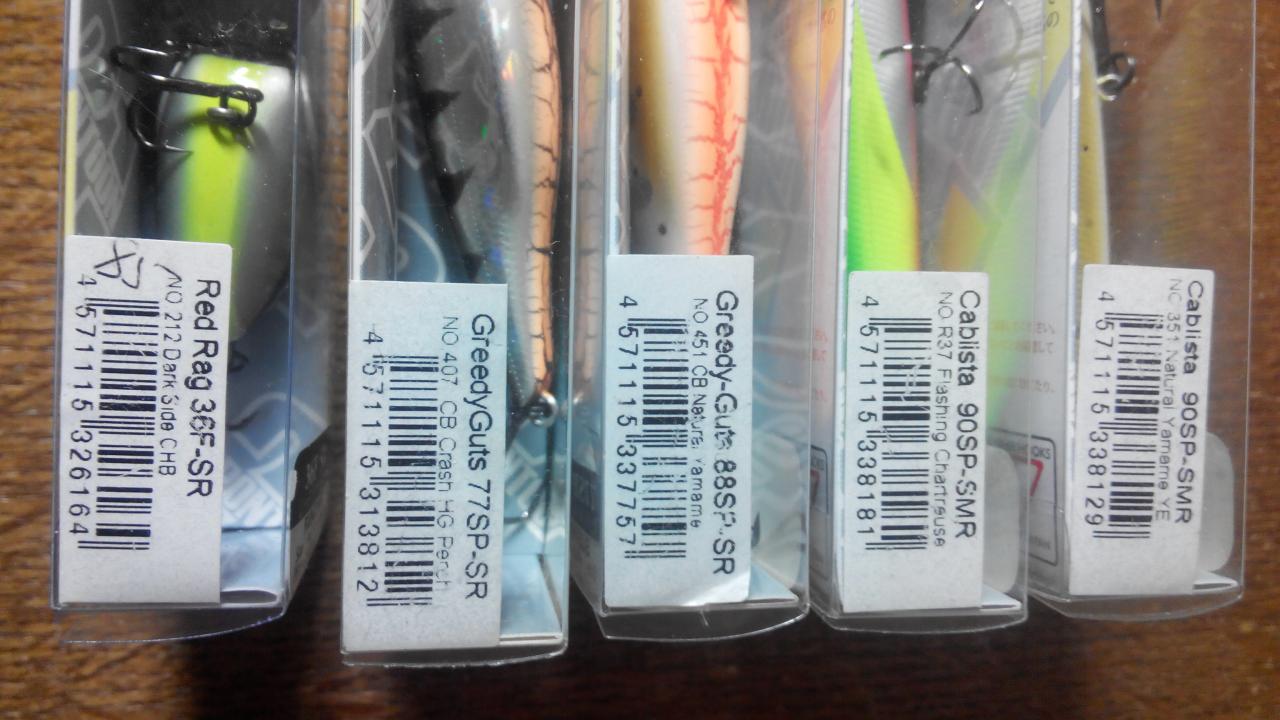 Red Rag 36F-SR
NO 212 Dark Side CHB
4 571115 326164
GreedyGuts 77SP-SR
NO 407 CB Crash HG Perch
4 571115 313812
Greedy-Guts 88SP-SR
NO 451 CB Natural Yamame
4 571115 337757
Cablista 90SP-SMR
NO R37 Flashing Chartreuse
4 571115 338181
Cablista 90SP-SMR
NO 351 Natural Yamame YE
4 571115 338129